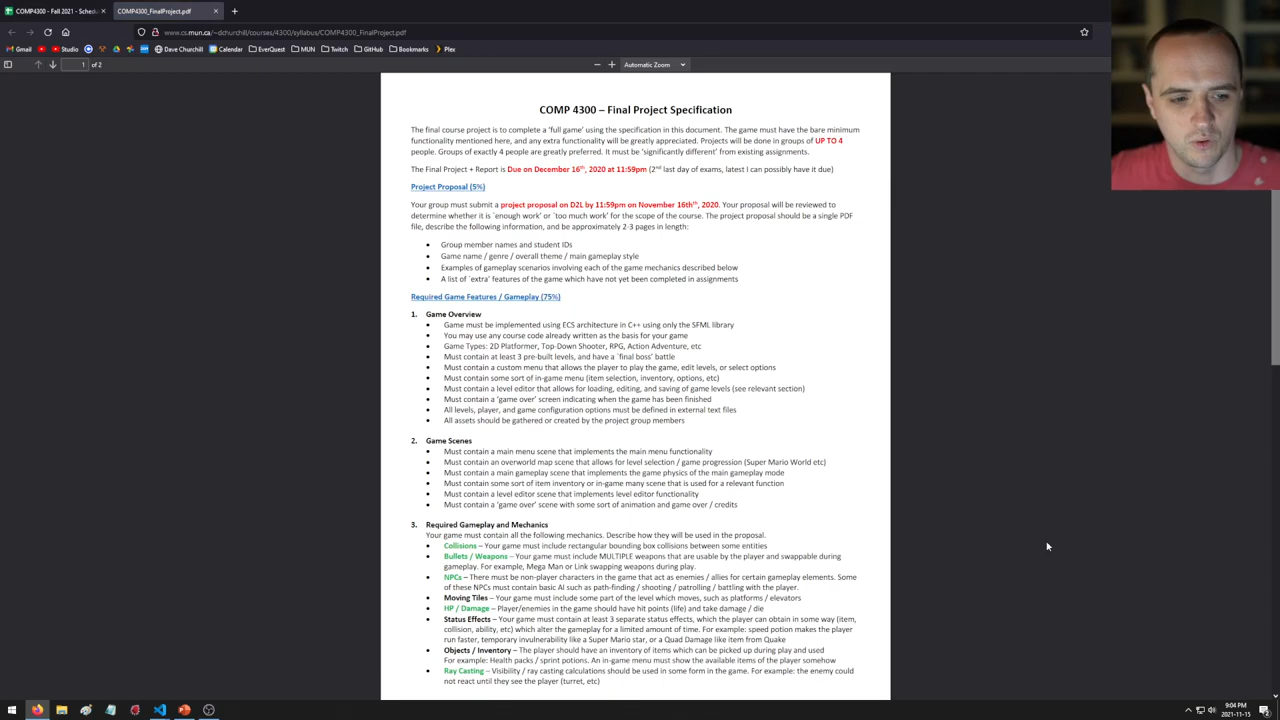 COMP4300 - Fall 2021 - Schedu
COMP4300_FinalProject.pdf
www.cs.mun.ca/~dchurchill/courses/4300/syllabus/COMP4300_FinalProject.pdf
Gmail
Studio
Dave Churchill
Calendar
EverQuest
MUN
Twitch
GitHub
Bookmarks
Plex
1 of 2
Automatic Zoom
COMP 4300 – Final Project Specification
The final course project is to complete a 'full game' using the specification in this document. The game must have the bare minimum
functionality mentioned here, and any extra functionality will be greatly appreciated. Projects will be done in groups of UP TO 4
people. Groups of exactly 4 people are greatly preferred. It must be 'significantly different' from existing assignments.
The Final Project + Report is Due on December 16th, 2020 at 11:59pm (2nd last day of exams, latest I can possibly have it due)
Project Proposal (5%)
Your group must submit a project proposal on D2L by 11:59pm on November 16thth, 2020. Your proposal will be reviewed to
determine whether it is `enough work' or `too much work' for the scope of the course. The project proposal should be a single PDF
file, describe the following information, and be approximately 2-3 pages in length:
• Group member names and student IDs
• Game name / genre / overall theme / main gameplay style
• Examples of gameplay scenarios involving each of the game mechanics described below
• A list of `extra' features of the game which have not yet been completed in assignments
Required Game Features / Gameplay (75%)
1. Game Overview
• Game must be implemented using ECS architecture in C++ using only the SFML library
• You may use any course code already written as the basis for your game
• Game Types: 2D Platformer, Top-Down Shooter, RPG, Action Adventure, etc
• Must contain at least 3 pre-built levels, and have a `final boss' battle
• Must contain a custom menu that allows the player to play the game, edit levels, or select options
• Must contain some sort of in-game menu (item selection, inventory, options, etc)
• Must contain a level editor that allows for loading, editing, and saving of game levels (see relevant section)
• Must contain a 'game over' screen indicating when the game has been finished
• All levels, player, and game configuration options must be defined in external text files
• All assets should be gathered or created by the project group members
2. Game Scenes
• Must contain a main menu scene that implements the main menu functionality
• Must contain an overworld map scene that allows for level selection / game progression (Super Mario World etc)
• Must contain a main gameplay scene that implements the game physics of the main gameplay mode
• Must contain some sort of item inventory or in-game many scene that is used for a relevant function
• Must contain a level editor scene that implements level editor functionality
• Must contain a 'game over' scene with some sort of animation and game over / credits
3. Required Gameplay and Mechanics
Your game must contain all the following mechanics. Describe how they will be used in the proposal.
• Collisions – Your game must include rectangular bounding box collisions between some entities
• Bullets / Weapons – Your game must include MULTIPLE weapons that are usable by the player and swappable during
gameplay. For example, Mega Man or Link swapping weapons during play.
• NPCs – There must be non-player characters in the game that act as enemies / allies for certain gameplay elements. Some
of these NPCs must contain basic AI such as path-finding / shooting / patrolling / battling with the player.
• Moving Tiles – Your game must include some part of the level which moves, such as platforms / elevators
• HP / Damage – Player/enemies in the game should have hit points (life) and take damage / die
• Status Effects – Your game must contain at least 3 separate status effects, which the player can obtain in some way (item,
collision, ability, etc) which alter the gameplay for a limited amount of time. For example: speed potion makes the player
run faster, temporary invulnerability like a Super Mario star, or a Quad Damage like item from Quake
• Objects / Inventory – The player should have an inventory of items which can be picked up during play and used
For example: Health packs / sprint potions. An in-game menu must show the available items of the player somehow
• Ray Casting – Visibility / ray casting calculations should be used in some form in the game. For example: the enemy could
not react until they see the player (turret, etc)
9:04 PM
2021-11-15